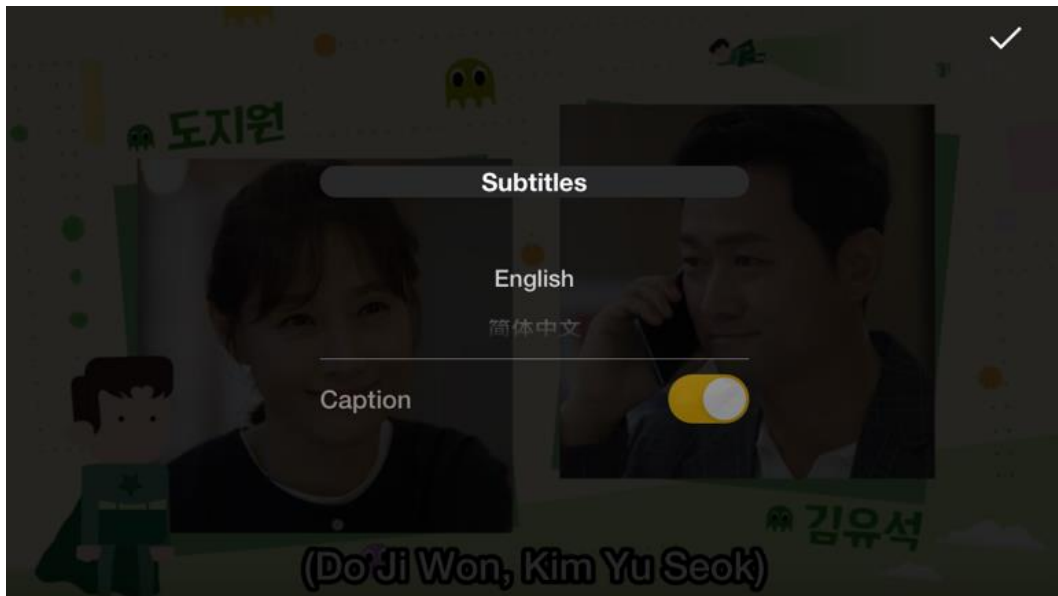 도지원
Subtitles
English
简体中文
Caption
김유석
(Do Ji Won, Kim Yu Seok)